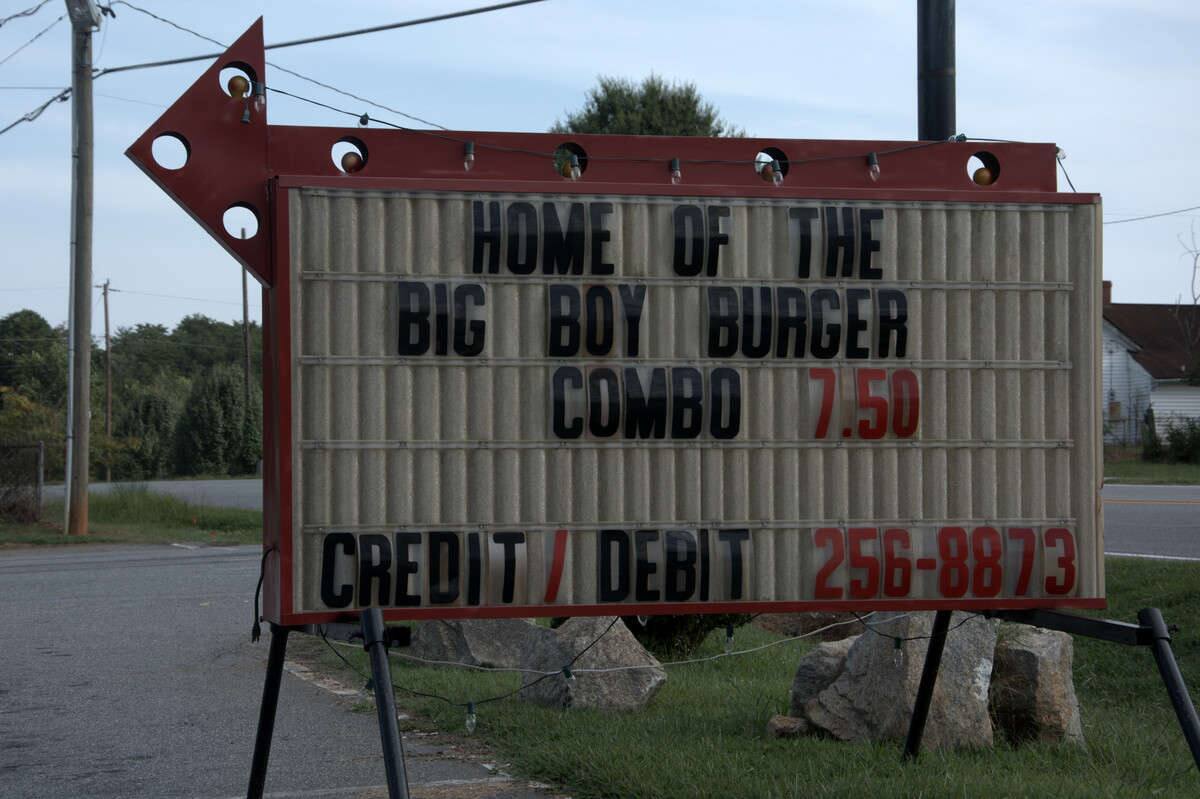 HOME OF THE
BIG BOY BURGER
COMBO 7.50
CREDIT/ DEBIT 256-8873